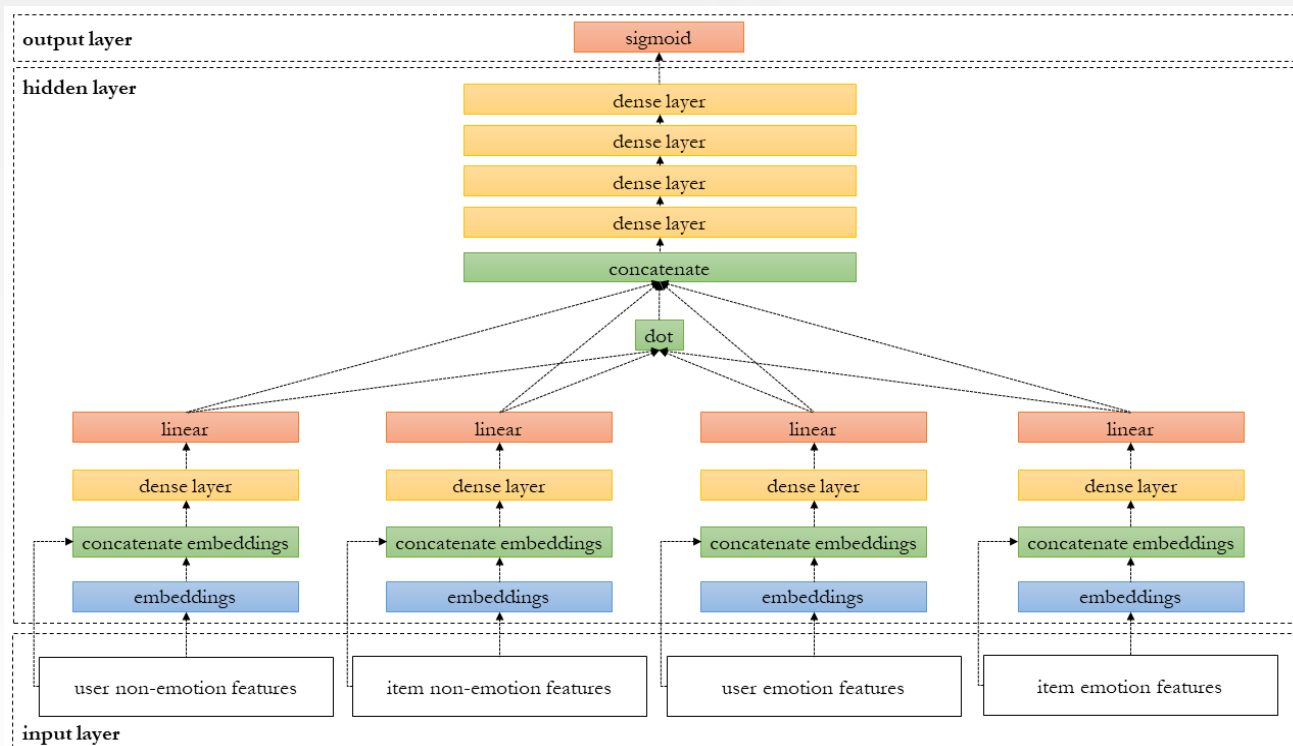 output layer
sigmoid
hidden layer
dense layer
dense layer
dense layer
dense layer
concatenate
dot
linear
linear
linear
linear
dense layer
dense layer
dense layer
dense layer
concatenate embeddings
concatenate embeddings
concatenate embeddings
concatenate embeddings
embeddings
embeddings
embeddings
embeddings
user non-emotion features
item non-emotion features
user emotion features
item emotion features
input layer